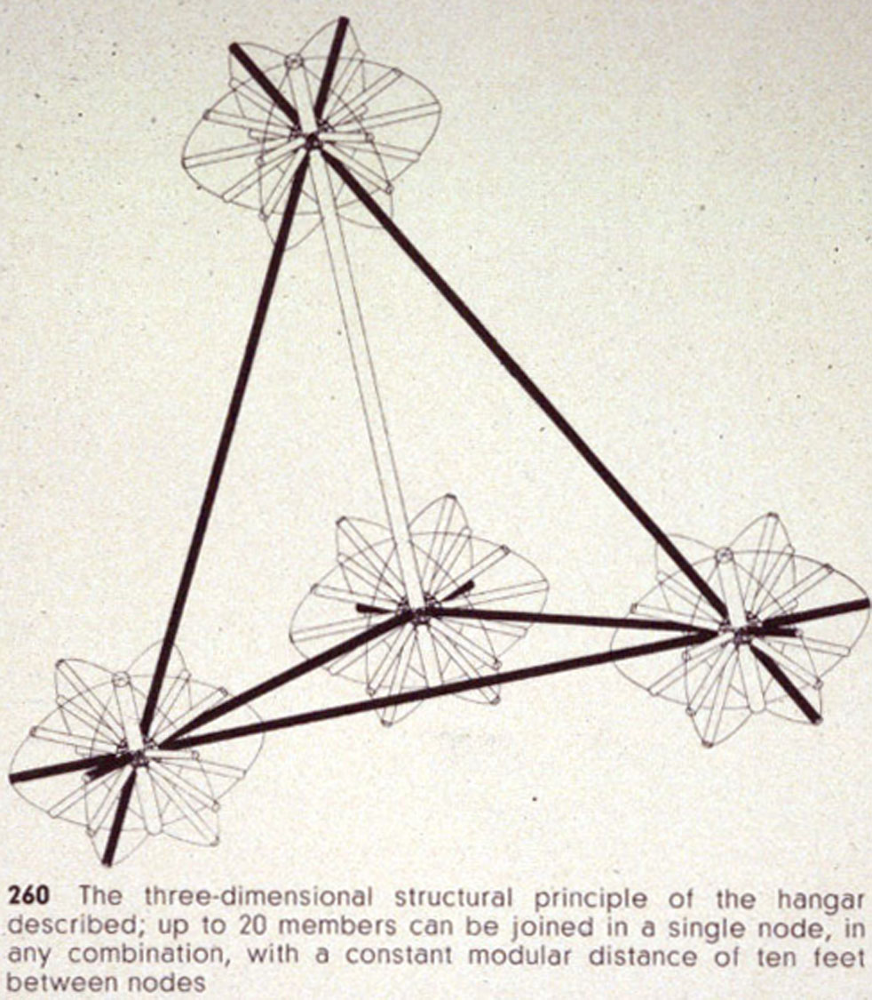 260 The three-dimensional structural principle of the hangar
described; up to 20 members can be joined in a single node, in
any combination, with a constant modular distance of ten feet
between nodes